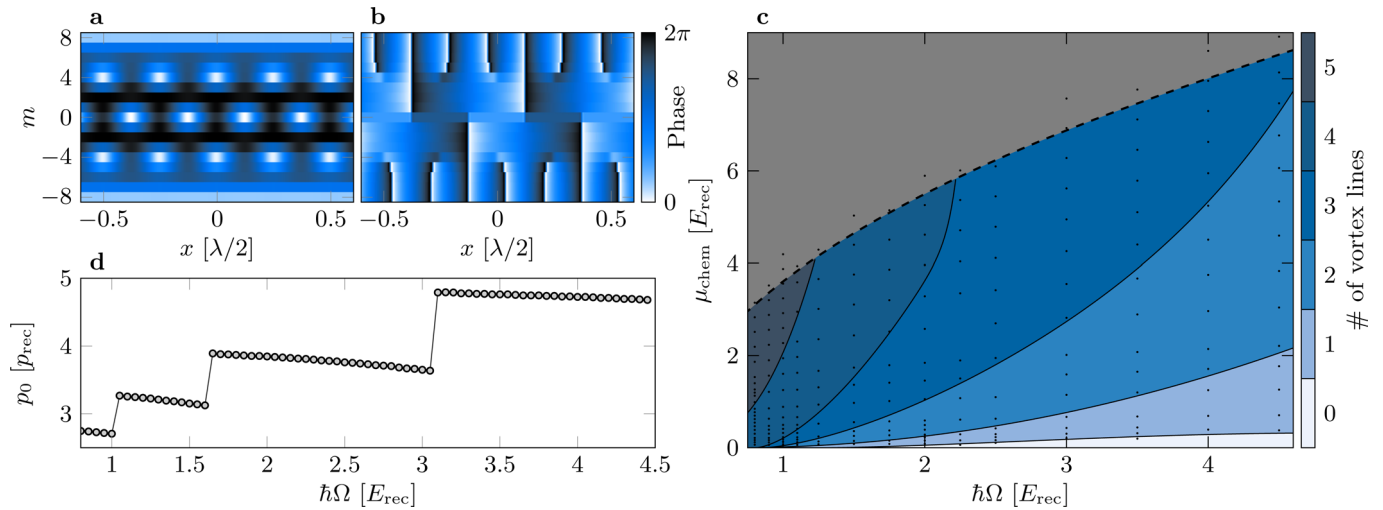 a
8
4
0
−4
−8
m
−0.5
0
0.5
x [λ/2]
b
−0.5
0
0.5
x [λ/2]
2π
0
Phase
c
8
6
4
2
0
μchem [Erec]
1
2
3
4
ħΩ [Erec]
5
4
3
2
1
0
# of vortex lines
d
5
4
3
p0 [prec]
1
1.5
2
2.5
3
3.5
4
4.5
ħΩ [Erec]